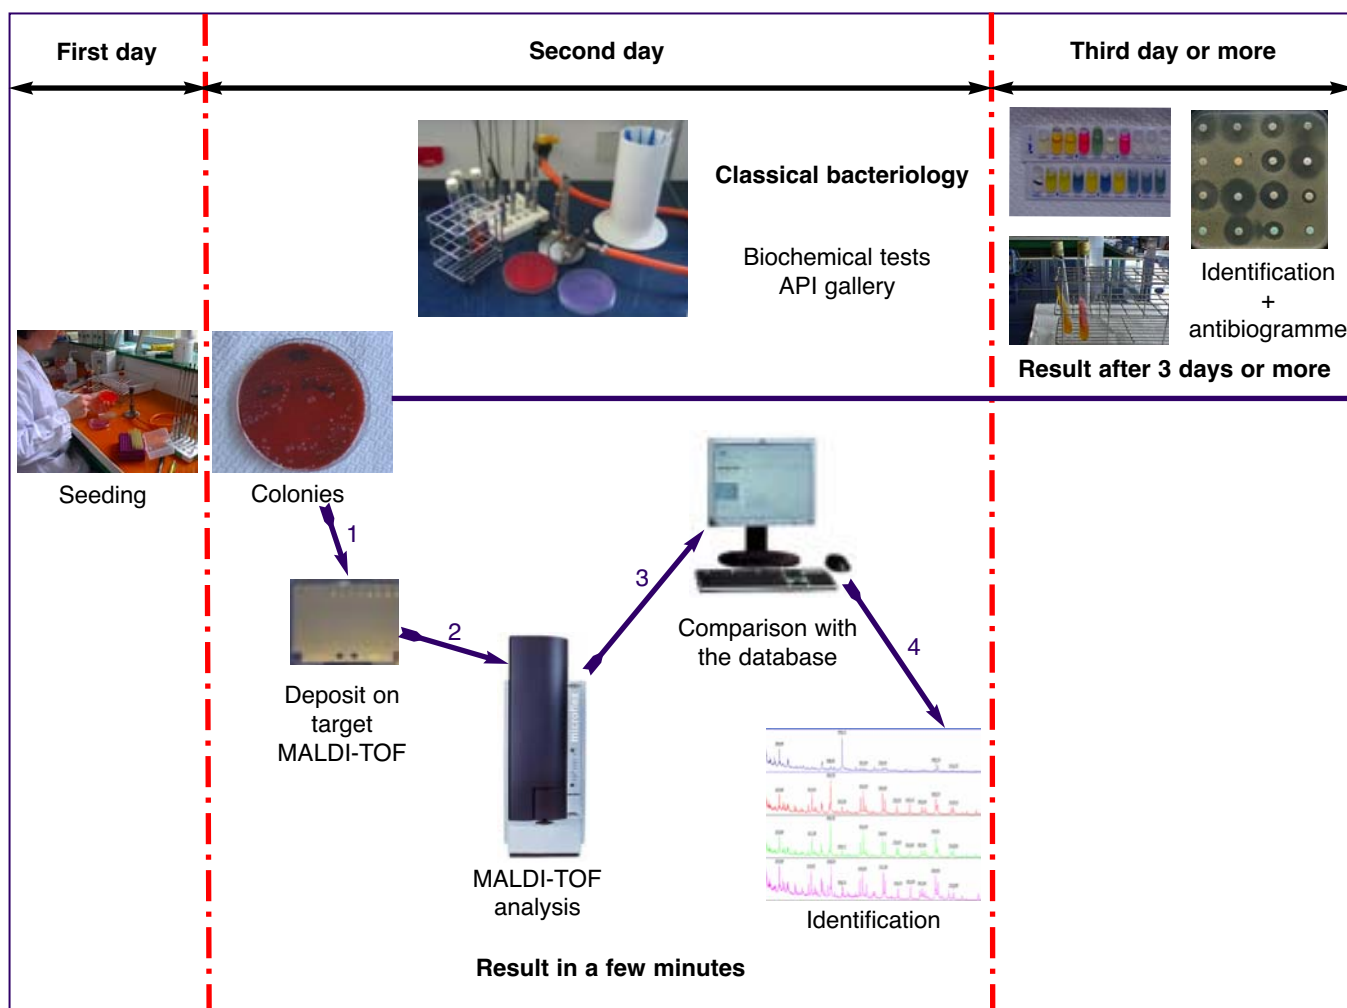 First day
Second day
Third day or more
Classical bacteriology
Biochemical tests
API gallery
Identification
+
antibiogramme
Result after 3 days or more
Seeding
Colonies
1
2
3
4
Deposit on
target
MALDI-TOF
microflex
MALDI-TOF
analysis
Comparison with
the database
Identification
Result in a few minutes